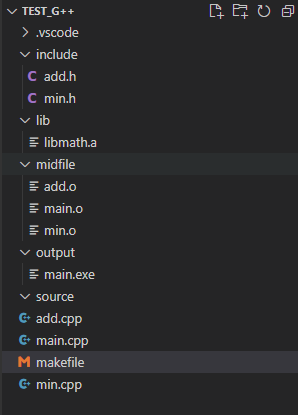 TEST_G++
.vscode
include
C add.h
C min.h
lib
libmath.a
midfile
add.o
main.o
min.o
output
main.exe
source
C++ add.cpp
C++ main.cpp
M makefile
C++ min.cpp